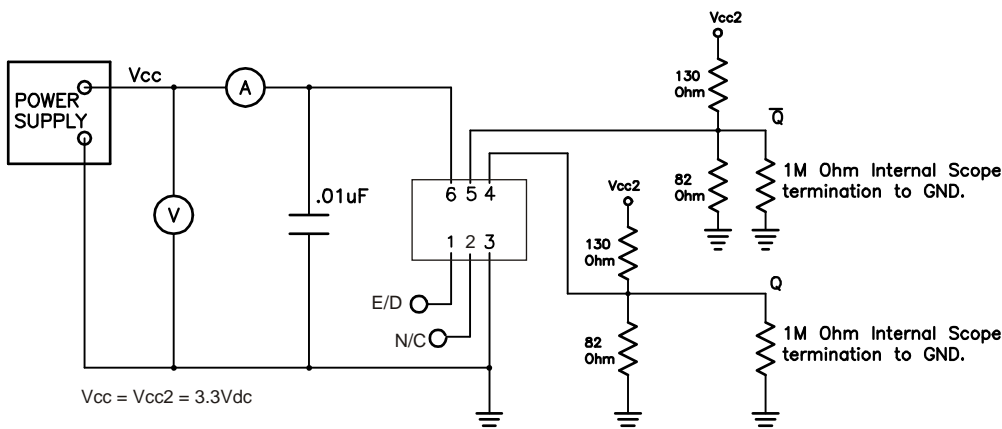 Vcc2
130
Ohm
Vcc
A
POWER
SUPPLY
Q̅
82
Ohm
1M Ohm Internal Scope
termination to GND.
Vcc2
.01uF
6 5 4
V
1 2 3
130
Ohm
E/D
Q
N/C
82
Ohm
1M Ohm Internal Scope
termination to GND.
Vcc = Vcc2 = 3.3Vdc